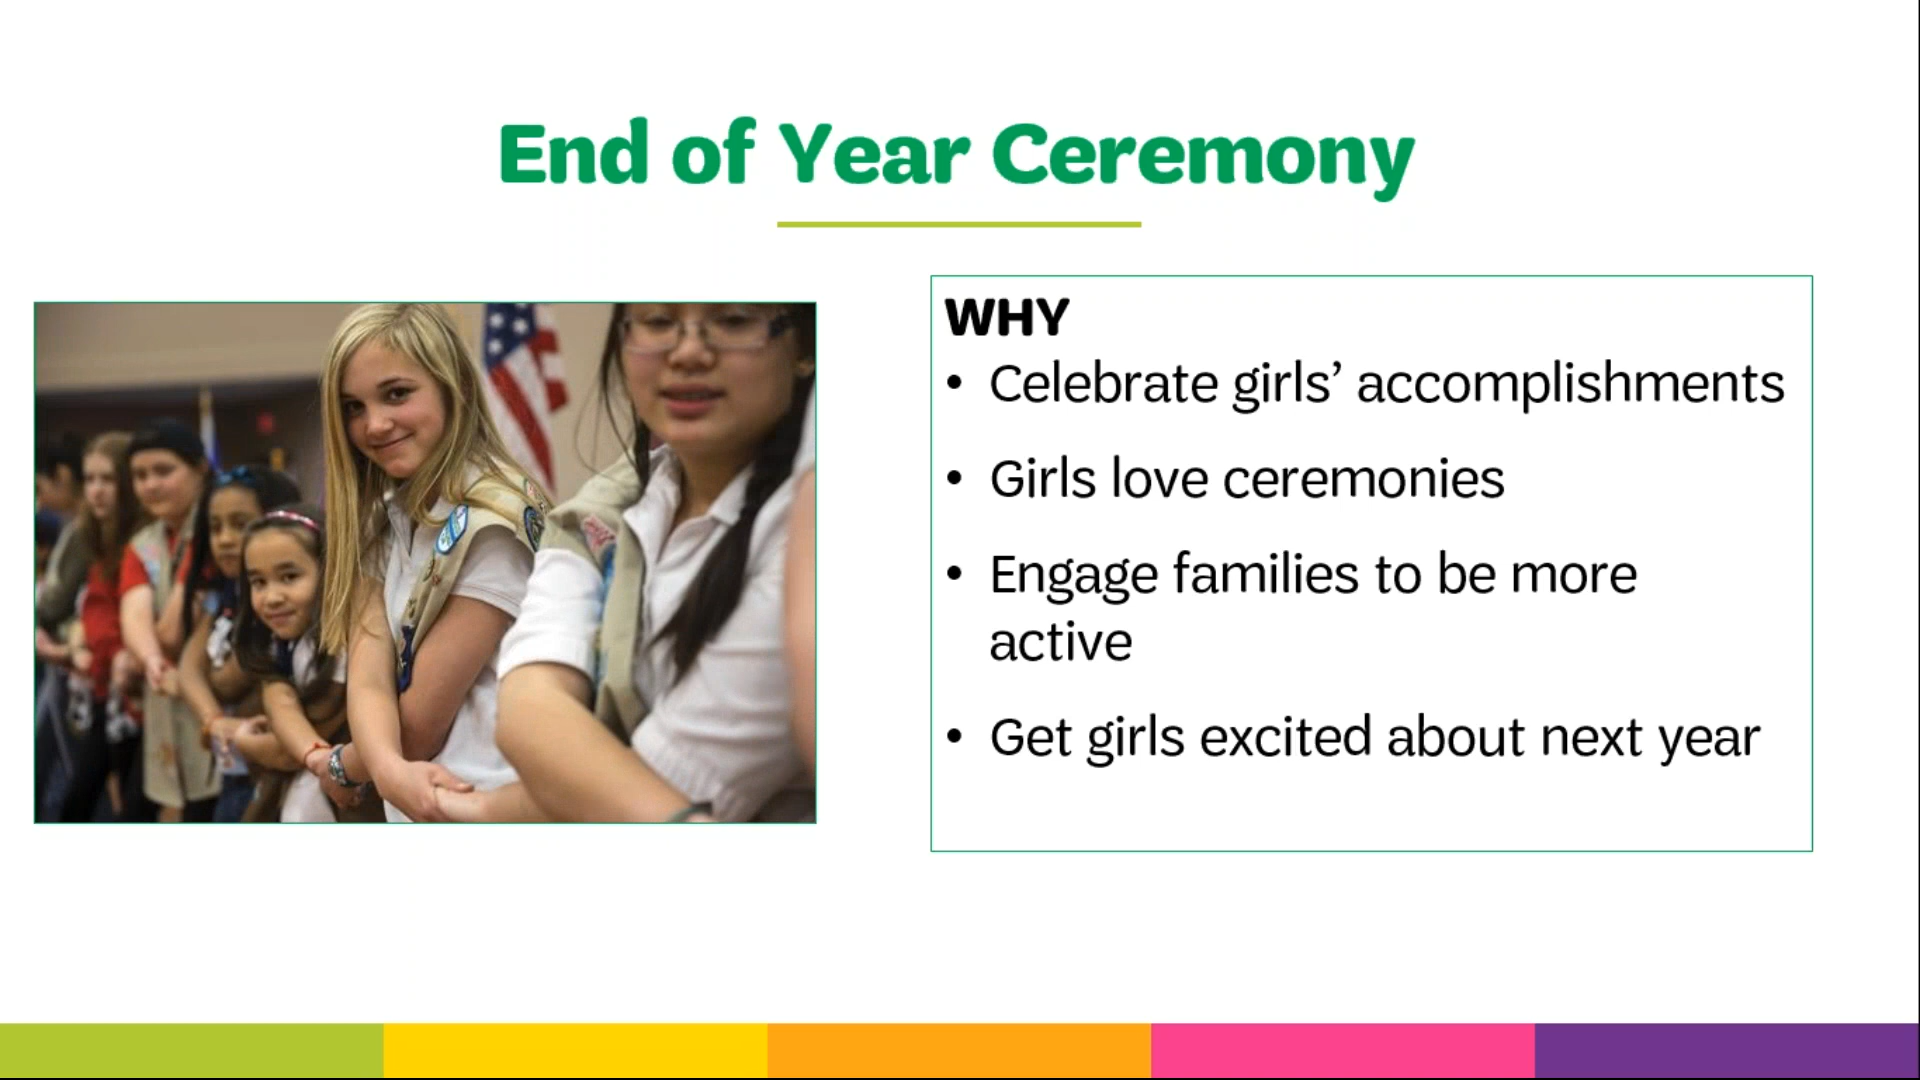 End of Year Ceremony
WHY
• Celebrate girls’ accomplishments
• Girls love ceremonies
• Engage families to be more
active
• Get girls excited about next year